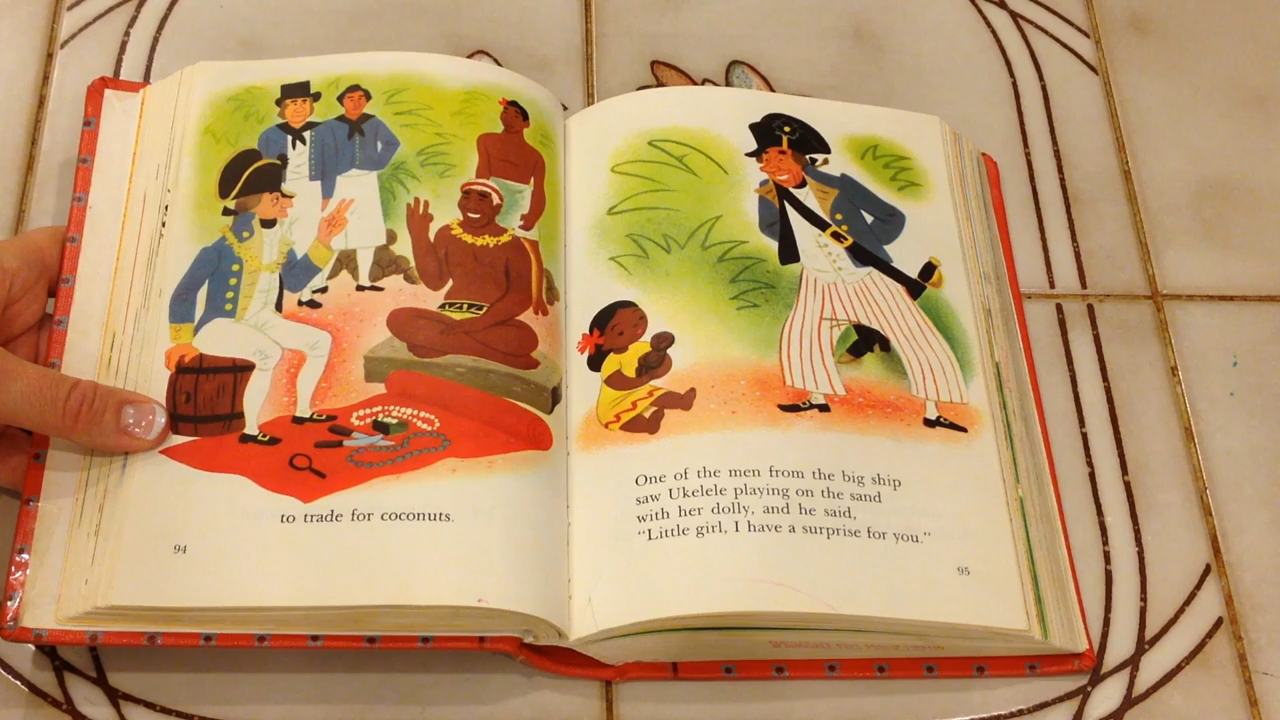 to trade for coconuts.
94
One of the men from the big ship
saw Ukelele playing on the sand
with her dolly, and he said,
“Little girl, I have a surprise for you.”
95